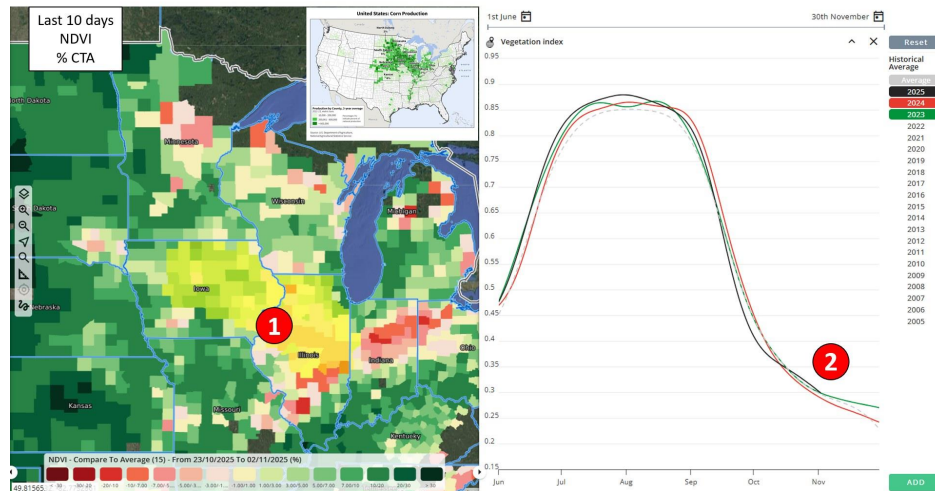 Last 10 days
NDVI
% CTA
United States: Corn Production
North Dakota
Minnesota
Wisconsin
Michigan
Iowa
Nebraska
Illinois
Indiana
Ohio
Kansas
Missouri
Kentucky
1
NDVI - Compare To Average (15) - From 23/10/2025 To 02/11/2025 (%)
49.81565
1st June
30th November
Vegetation index
0.95
0.9
0.85
0.8
0.75
0.7
0.65
0.6
0.55
0.5
0.45
0.4
0.35
0.3
0.25
0.2
0.15
2
Jun
Jul
Aug
Sep
Oct
Nov
Reset
Historical
Average
Average
2025
2024
2023
2022
2021
2020
2019
2018
2017
2016
2015
2014
2013
2012
2011
2010
2009
2008
2007
2006
2005
ADD